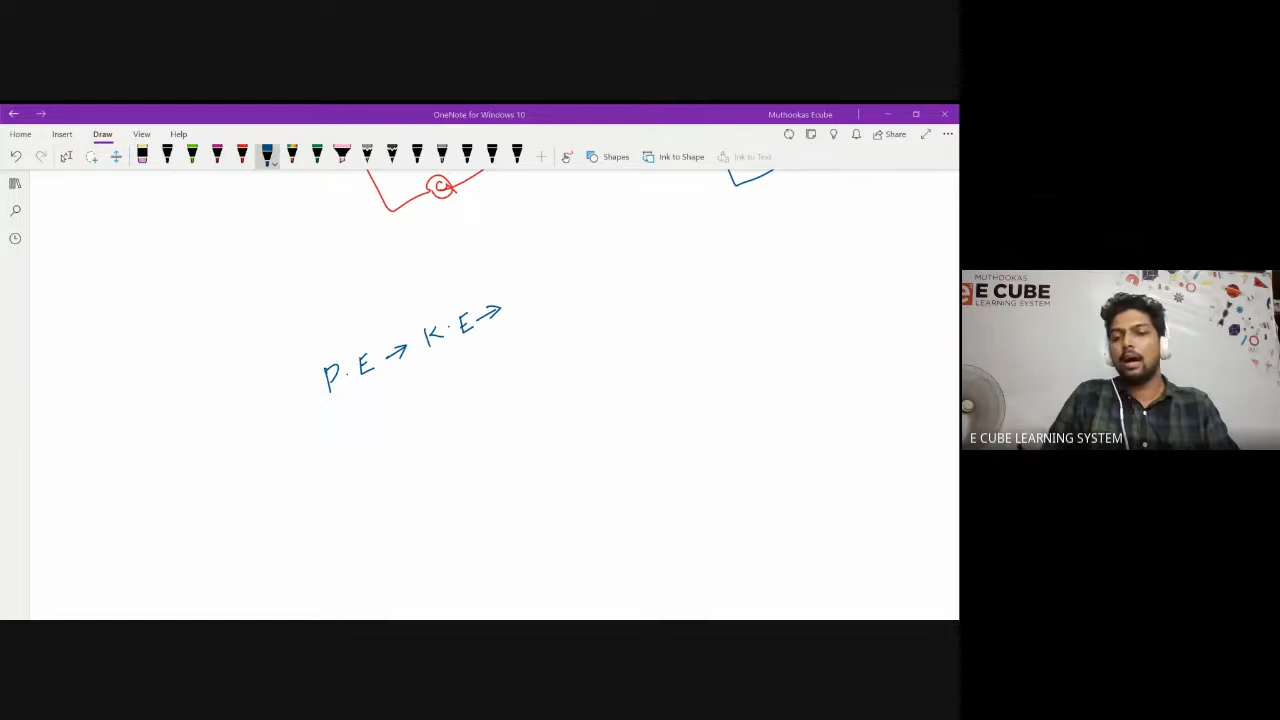 OneNote for Windows 10
Muthookas Ecube
Home Insert Draw View Help
Share
Shapes Ink to Shape Ink to Text
C
P.E → K.E →
MUTHOOKAS
E CUBE
LEARNING SYSTEM
E CUBE LEARNING SYSTEM